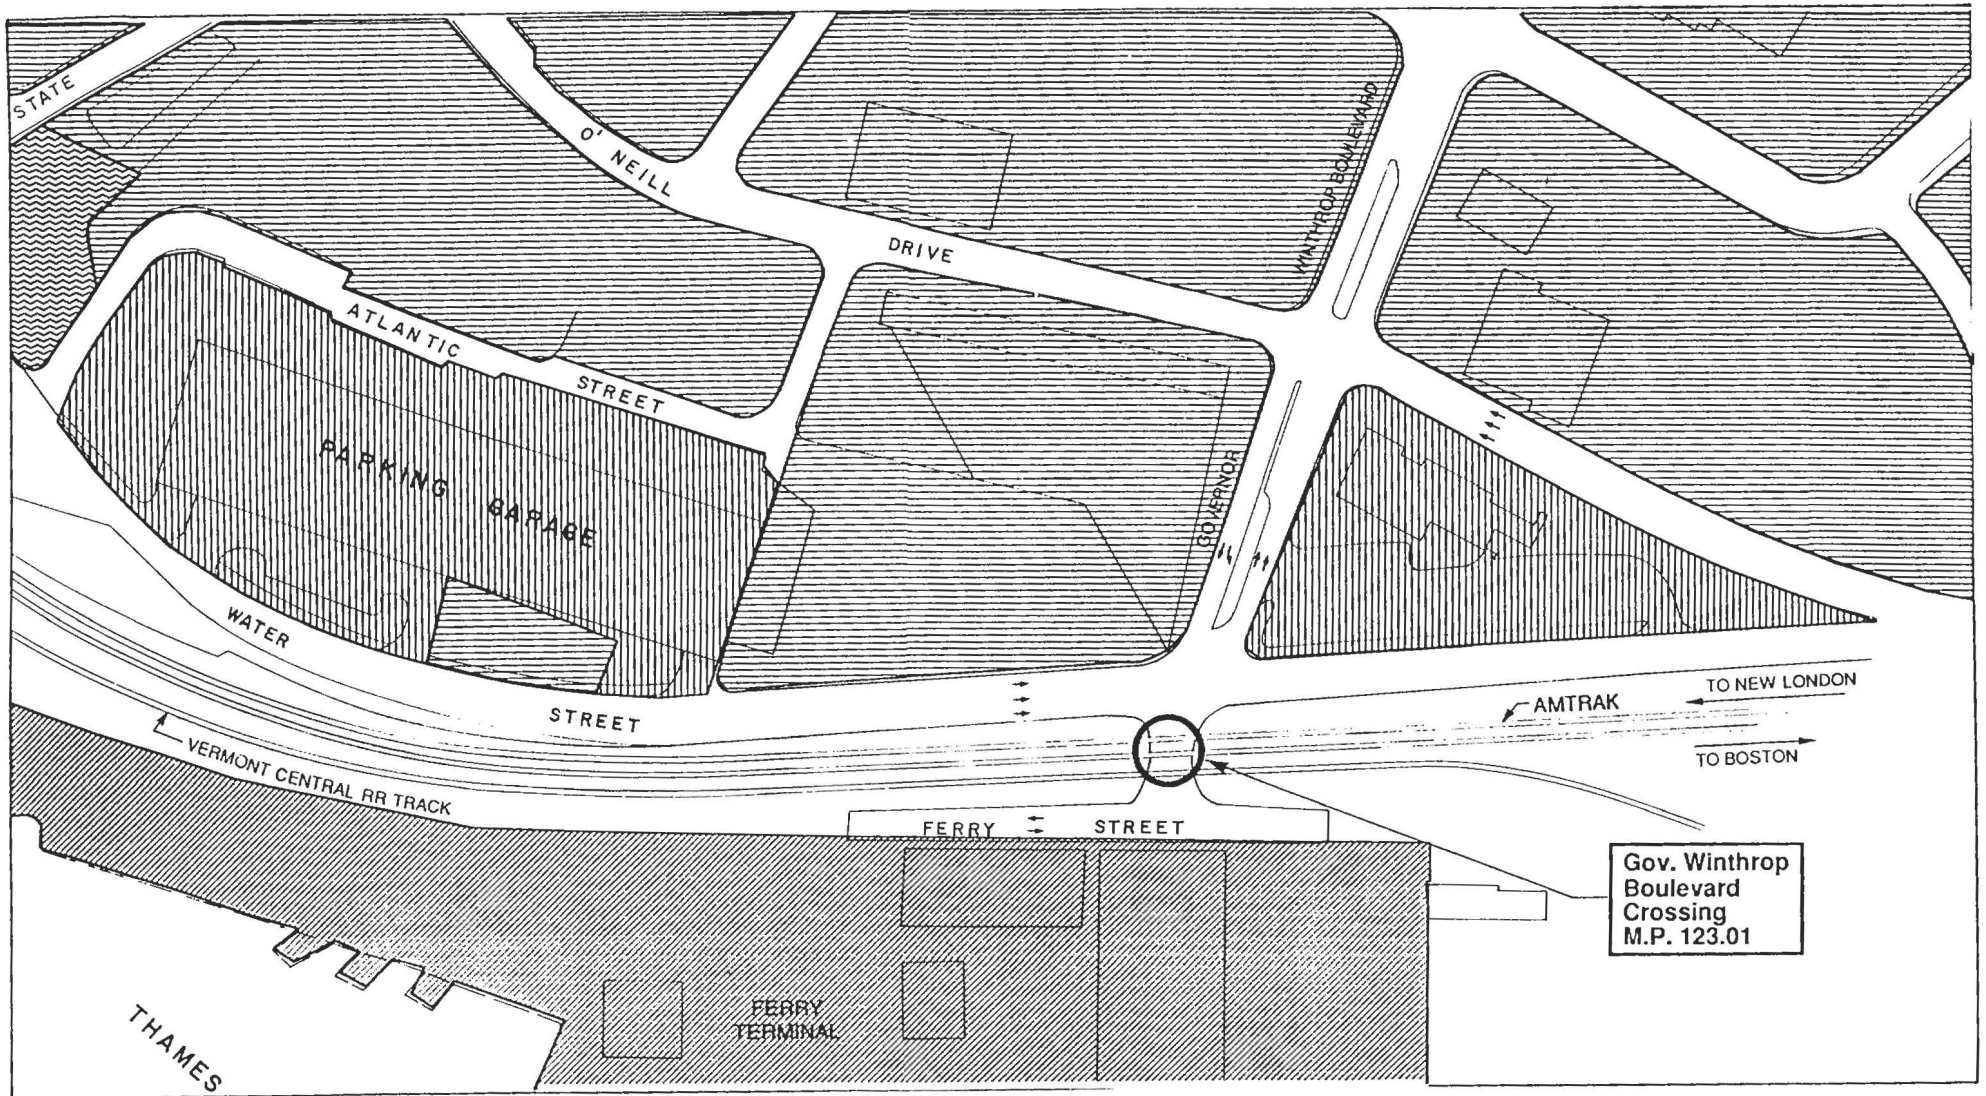 STATE
O' NEILL
DRIVE
WINTHROP BOULEVARD
GOVERNOR
ATLANTIC
STREET
PARKING GARAGE
WATER
STREET
AMTRAK
TO NEW LONDON
TO BOSTON
VERMONT CENTRAL RR TRACK
FERRY STREET
Gov. Winthrop
Boulevard
Crossing
M.P. 123.01
FERRY
TERMINAL
THAMES